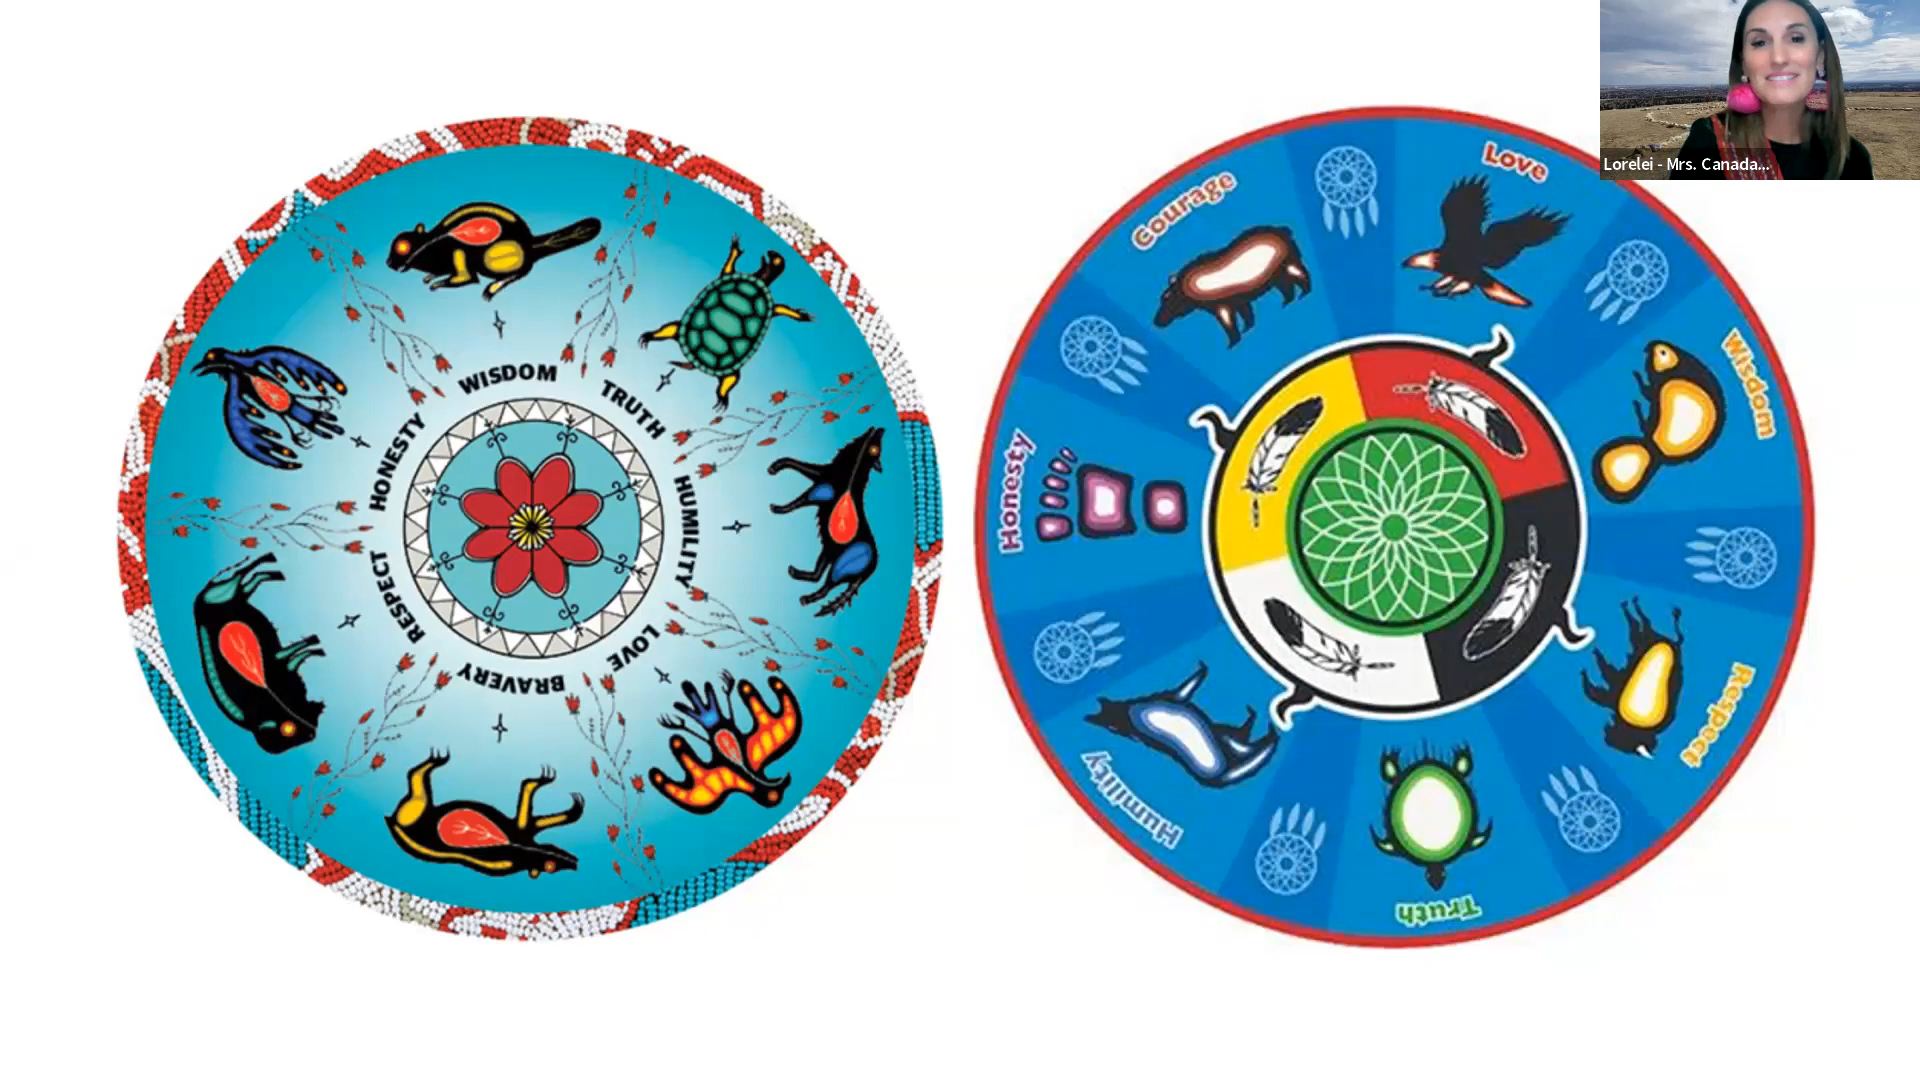 WISDOM
TRUTH
HUMILITY
LOVE
BRAVERY
RESPECT
HONESTY
Love
Wisdom
Respect
Truth
Humility
Honesty
Courage
Lorelei - Mrs. Canada...